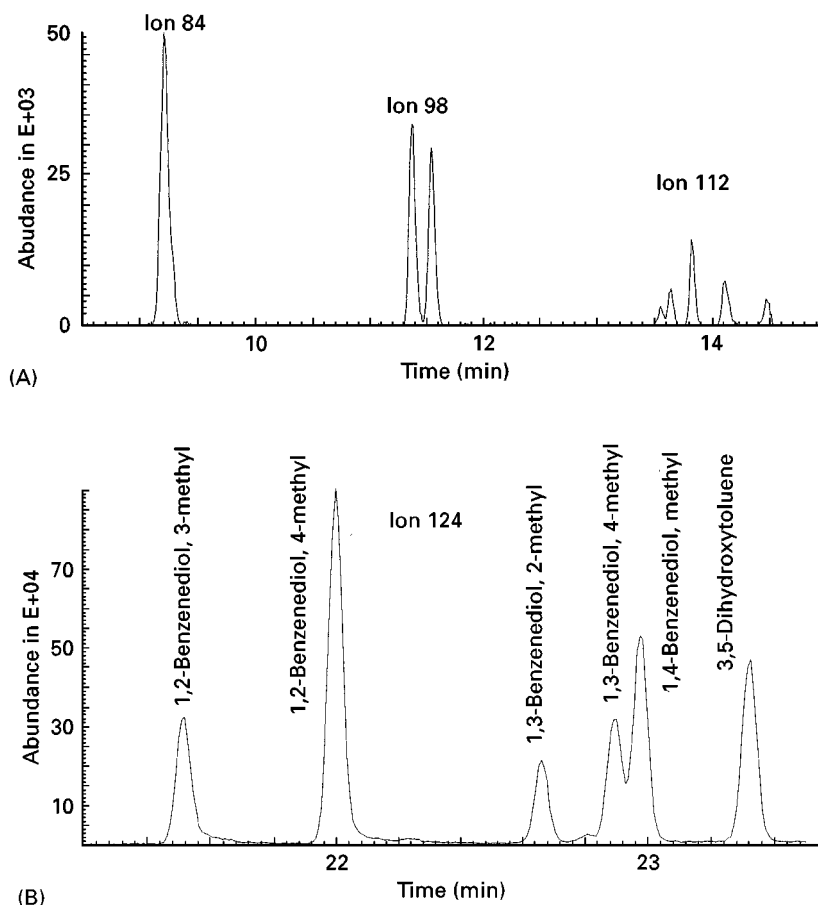 Ion 84
Ion 98
Ion 112
50
25
0
Abudance in E+03
10
12
14
Time (min)
(A)
1,2-Benzenediol, 3-methyl
1,2-Benzenediol, 4-methyl
Ion 124
1,3-Benzenediol, 2-methyl
1,3-Benzenediol, 4-methyl
1,4-Benzenediol, methyl
3,5-Dihydroxytoluene
70
50
30
10
Abundance in E+04
22
23
Time (min)
(B)